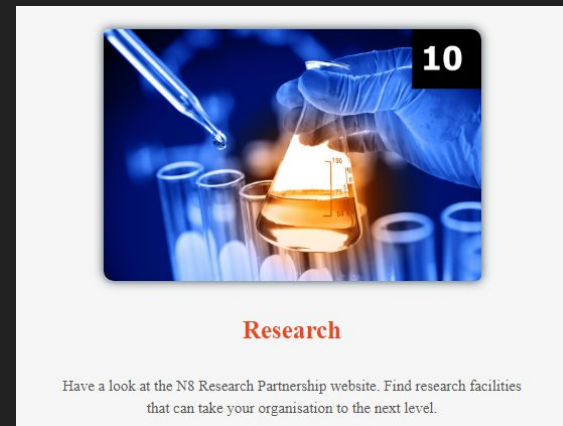 10
Research
Have a look at the N8 Research Partnership website. Find research facilities
that can take your organisation to the next level.